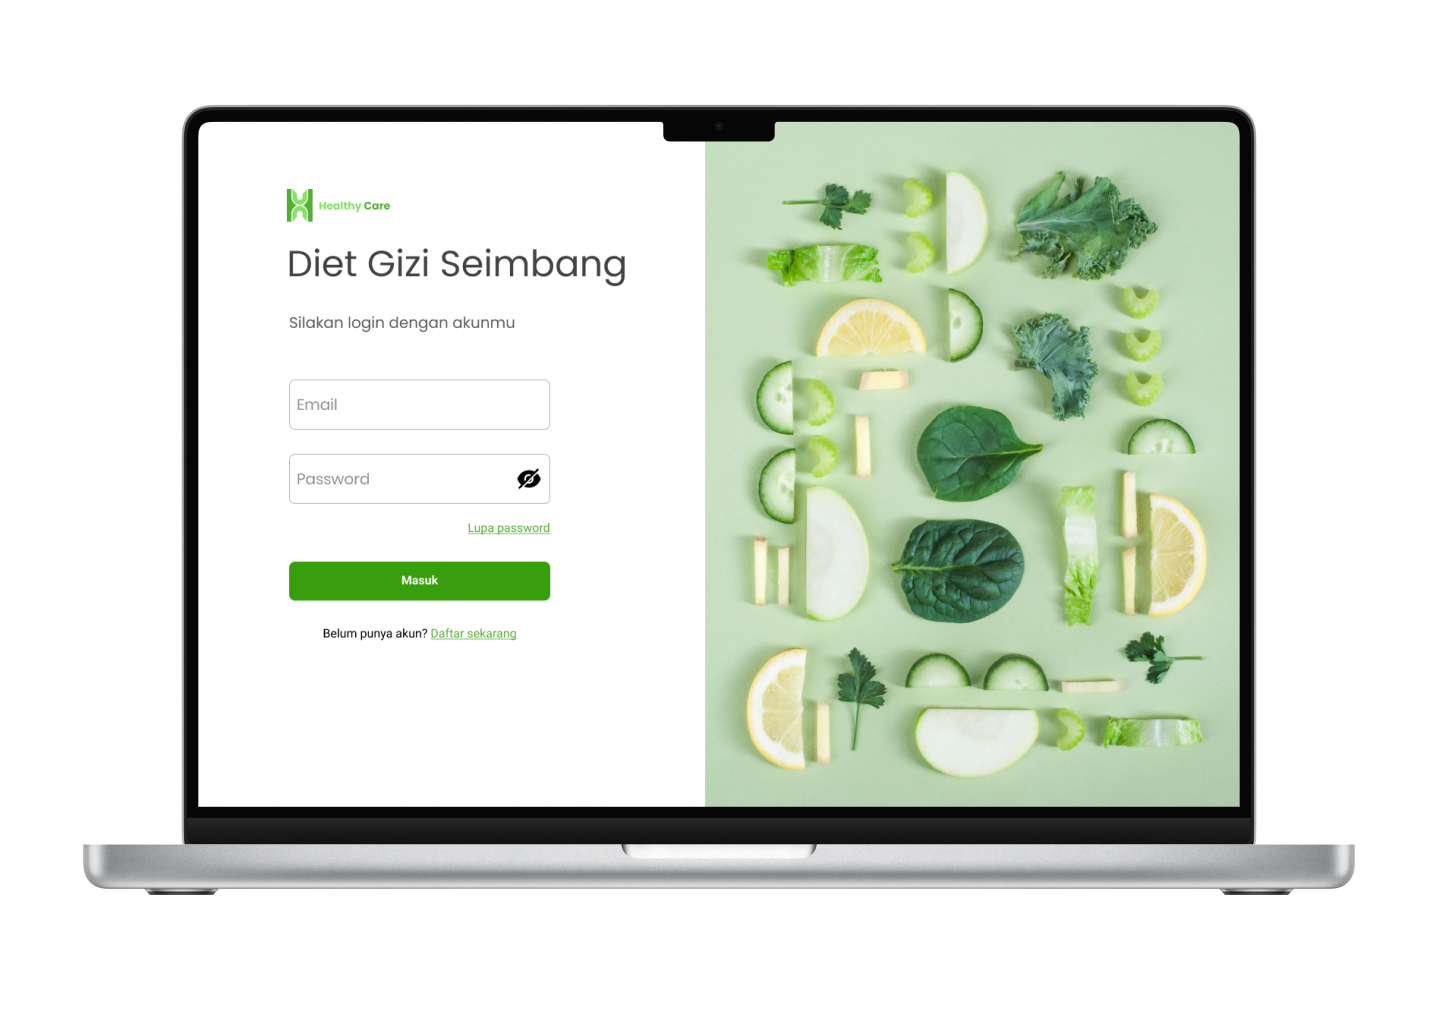 Healthy Care
Diet Gizi Seimbang
Silakan login dengan akunmu
Email
Password
Lupa password
Masuk
Belum punya akun? Daftar sekarang